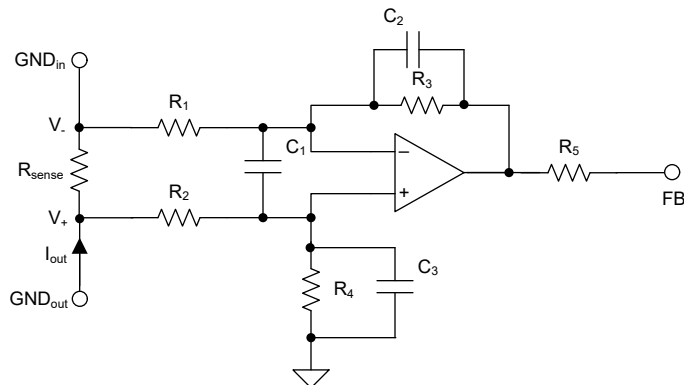 C2
GNDin
R3
R1
V-
C1
−
R5
Rsense
R2
+
V+
FB
Iout
C3
R4
GNDout